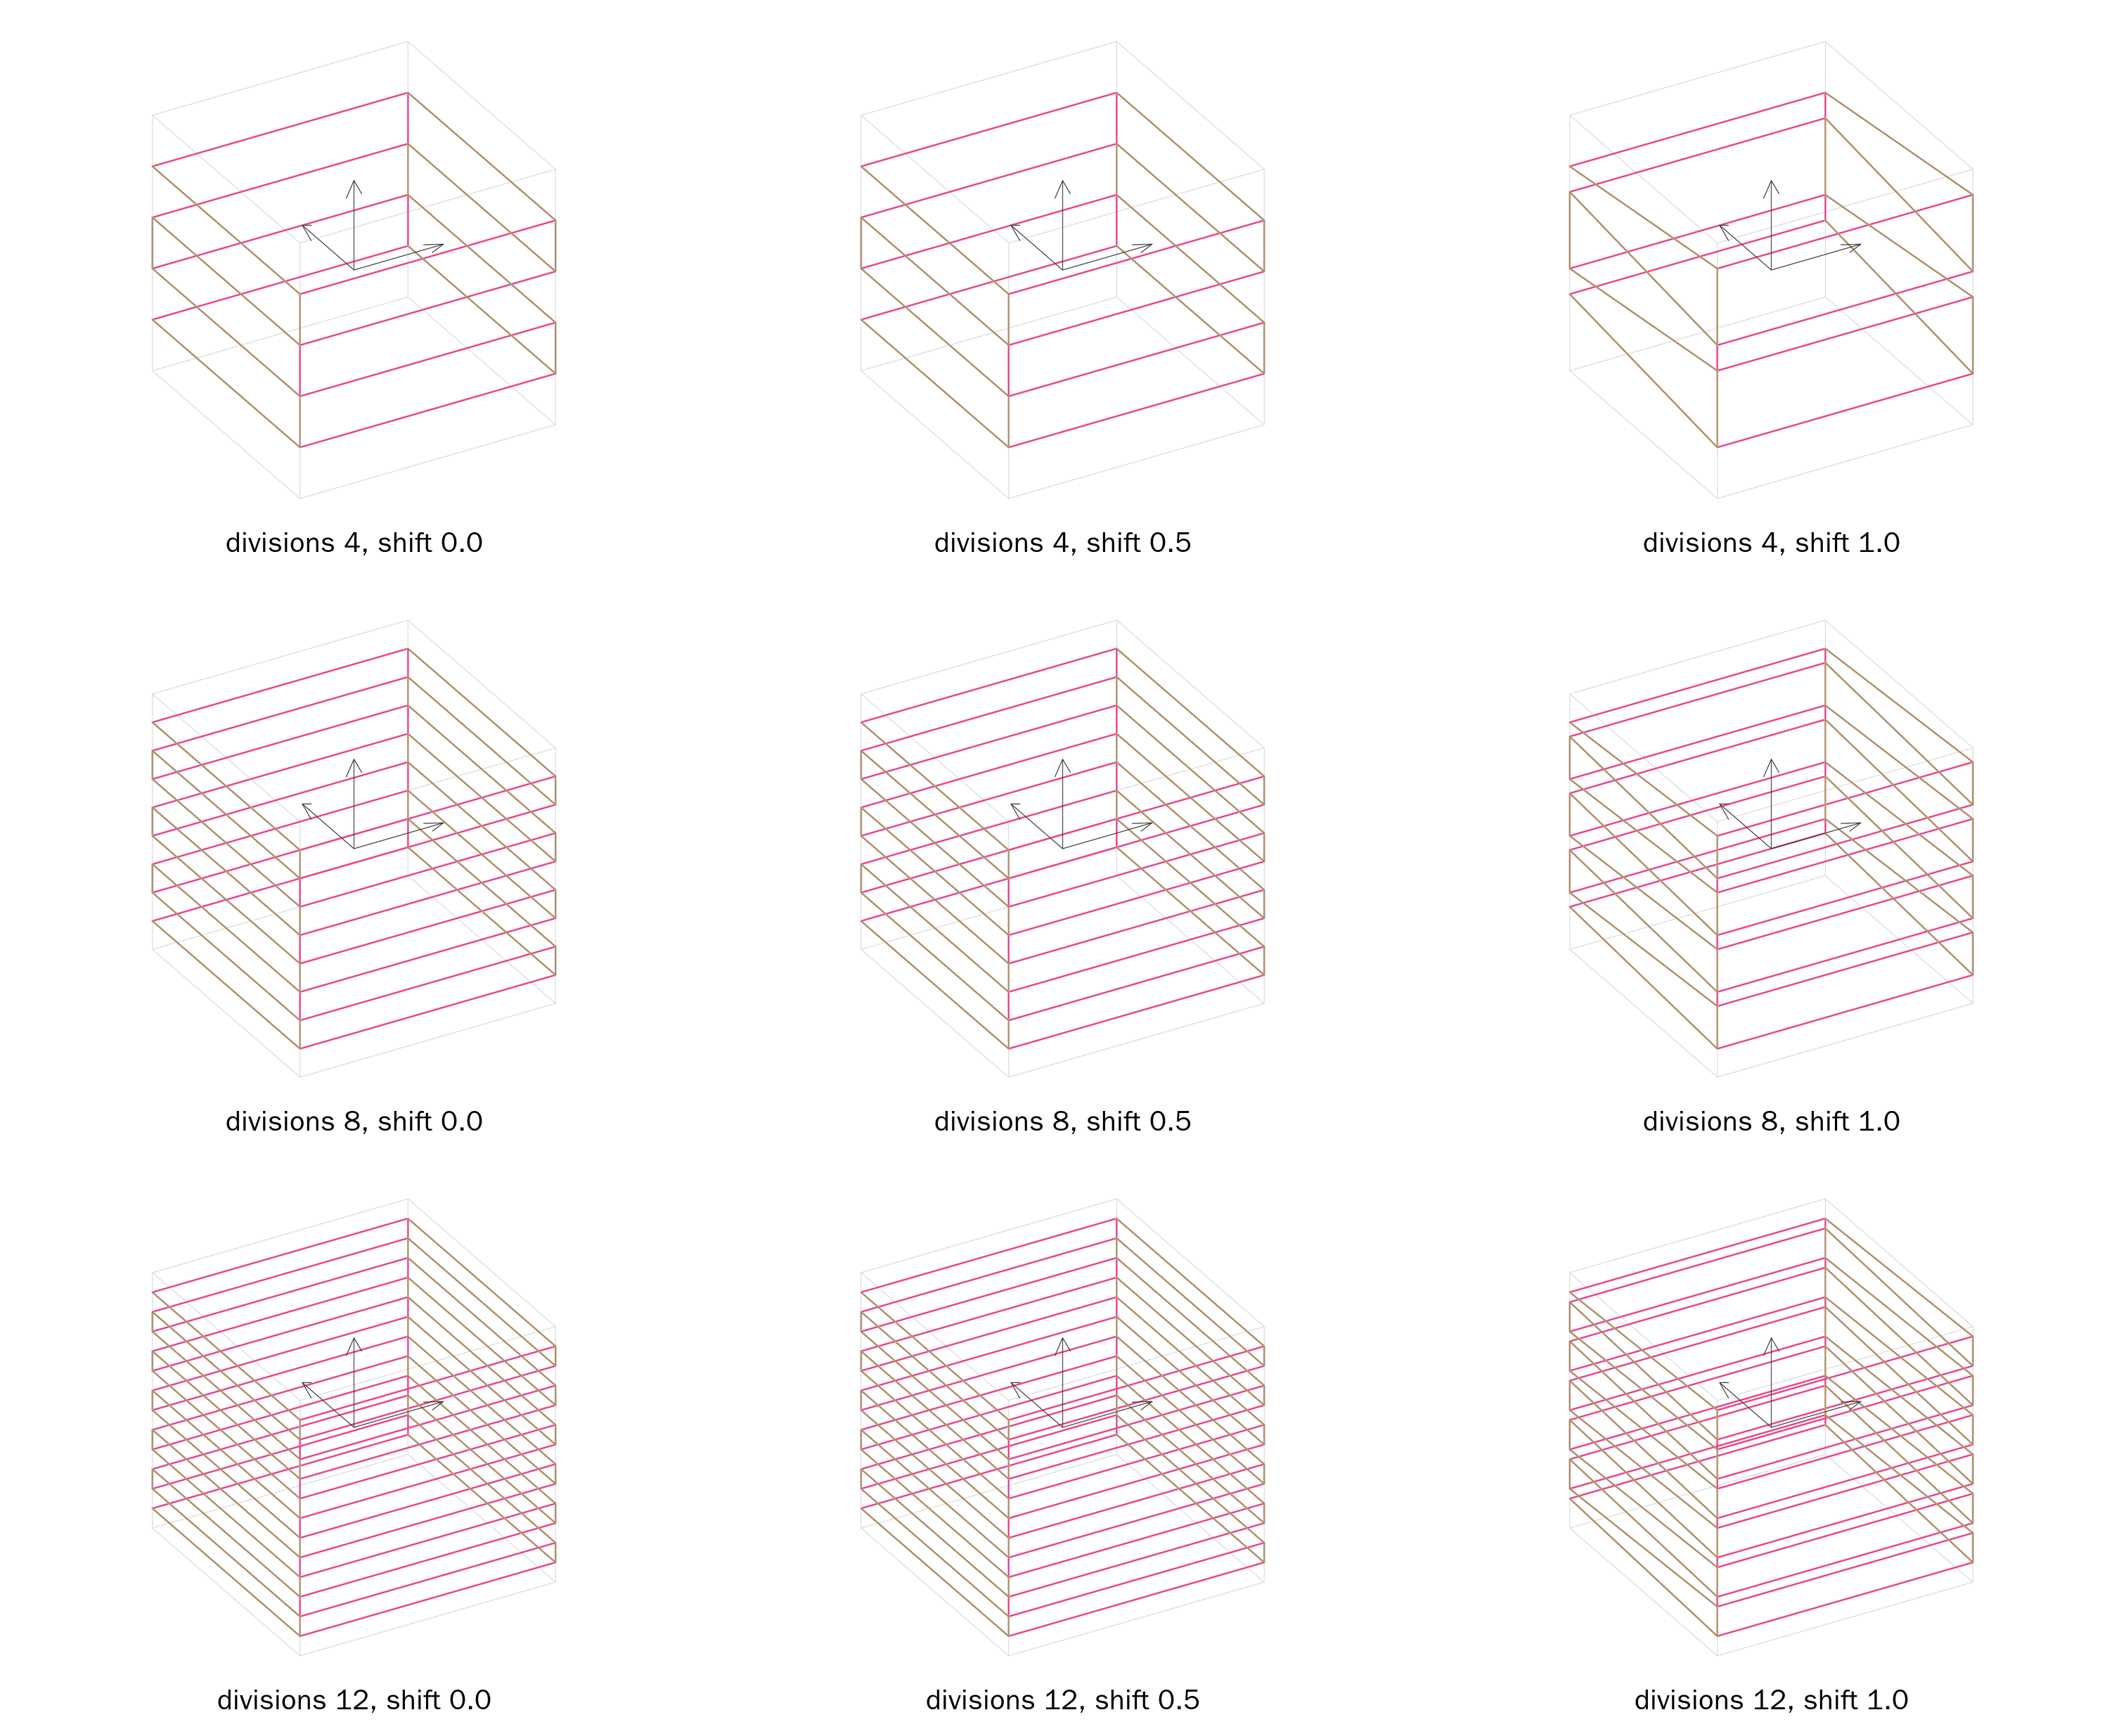 divisions 4, shift 0.0
divisions 4, shift 0.5
divisions 4, shift 1.0
divisions 8, shift 0.0
divisions 8, shift 0.5
divisions 8, shift 1.0
divisions 12, shift 0.0
divisions 12, shift 0.5
divisions 12, shift 1.0